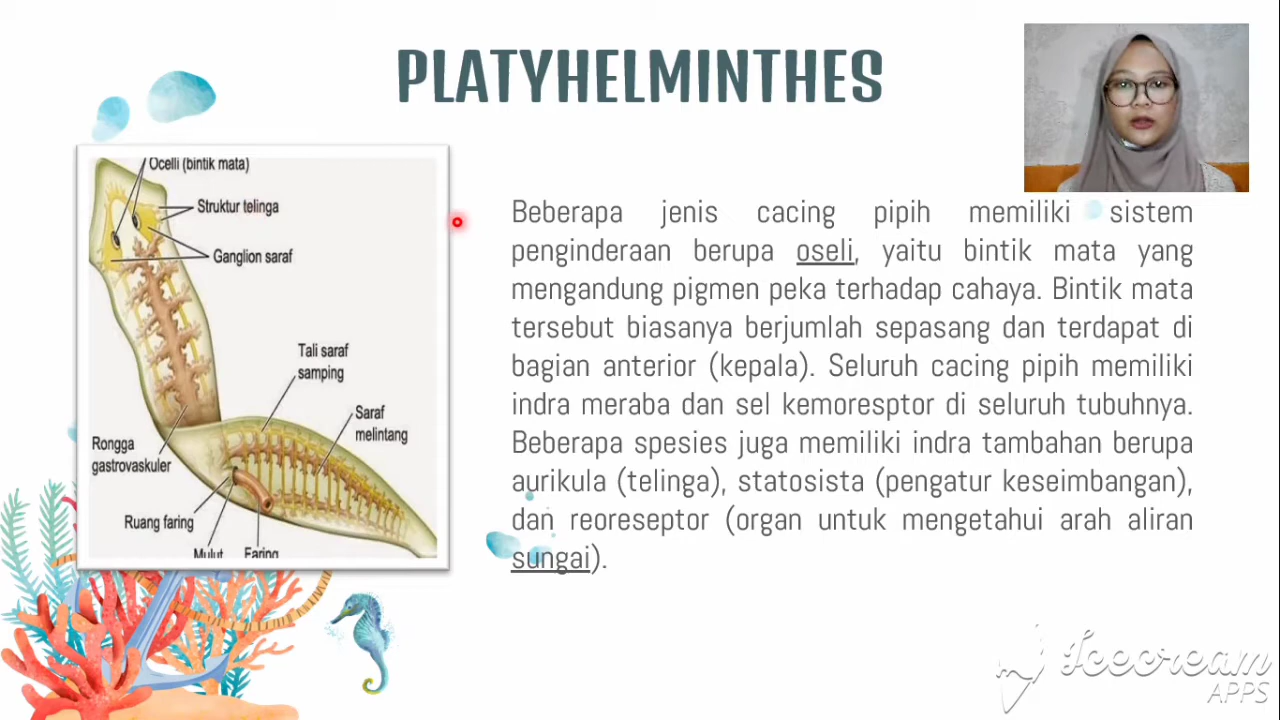 PLATYHELMINTHES
Ocelli (bintik mata)
Struktur telinga
Ganglion saraf
Tali saraf
samping
Saraf
melintang
Rongga
gastrovaskuler
Ruang faring
Mulut
Faring
Beberapa jenis cacing pipih memiliki sistem
penginderaan berupa oseli, yaitu bintik mata yang
mengandung pigmen peka terhadap cahaya. Bintik mata
tersebut biasanya berjumlah sepasang dan terdapat di
bagian anterior (kepala). Seluruh cacing pipih memiliki
indra meraba dan sel kemoresptor di seluruh tubuhnya.
Beberapa spesies juga memiliki indra tambahan berupa
aurikula (telinga), statosista (pengatur keseimbangan),
dan reoreseptor (organ untuk mengetahui arah aliran
sungai).
Icecream
APPS